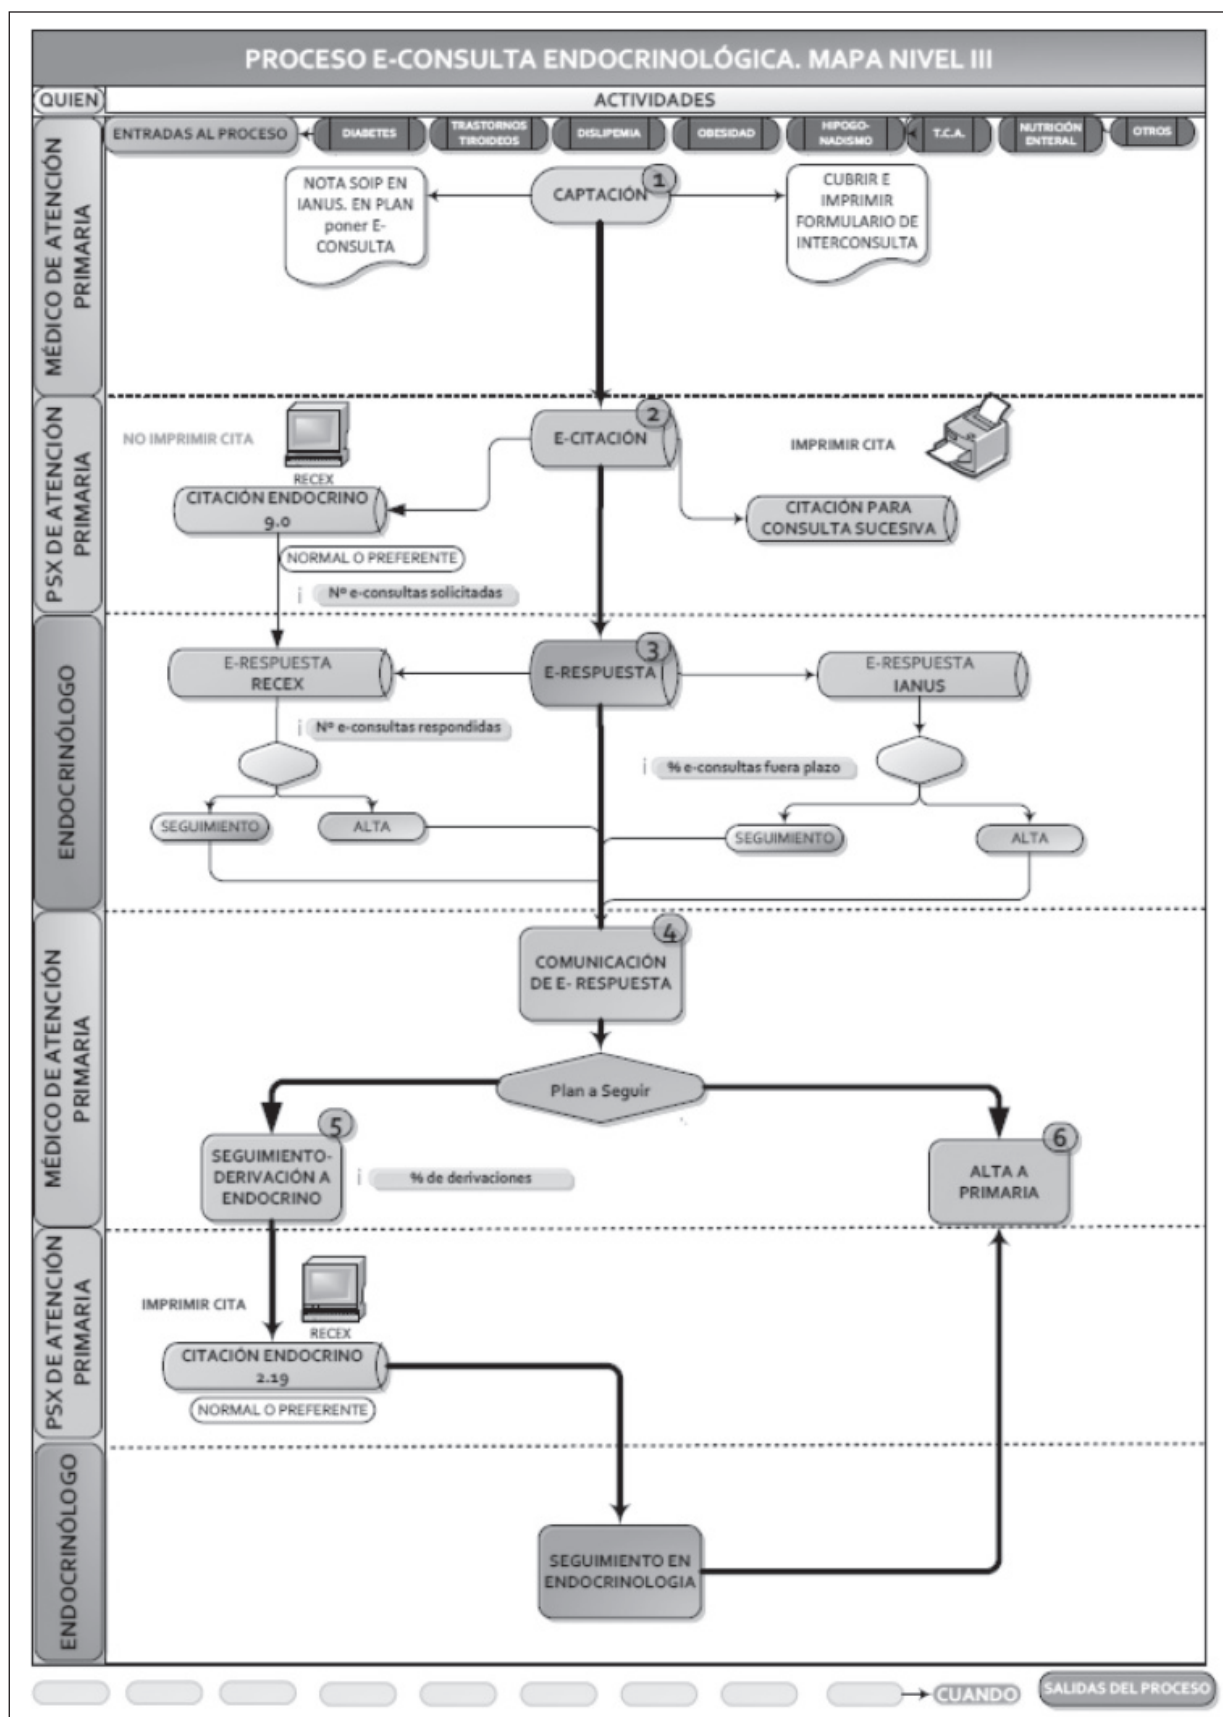 PROCESO E-CONSULTA ENDOCRINOLÓGICA. MAPA NIVEL III
QUIEN
ACTIVIDADES
MÉDICO DE ATENCIÓN
PRIMARIA
ENTRADAS AL PROCESO
DIABETES
TRASTORNOS
TIROIDEOS
DISLIPEMIA
OBESIDAD
HIPOGO-
NADISMO
T.C.A.
NUTRICIÓN
ENTERAL
OTROS
NOTA SOIP EN
IANUS. EN PLAN
poner E-
CONSULTA
1
CAPTACIÓN
CUBRIR E
IMPRIMIR
FORMULARIO DE
INTERCONSULTA
PSX DE ATENCIÓN
PRIMARIA
NO IMPRIMIR CITA
RECEX
2
E-CITACIÓN
IMPRIMIR CITA
CITACIÓN ENDOCRINO
9.0
NORMAL O PREFERENTE
CITACIÓN PARA
CONSULTA SUCESIVA
i Nº e-consultas solicitadas
ENDOCRINÓLOGO
E-RESPUESTA
RECEX
3
E-RESPUESTA
E-RESPUESTA
IANUS
i Nº e-consultas respondidas
i % e-consultas fuera plazo
SEGUIMIENTO
ALTA
SEGUIMIENTO
ALTA
MÉDICO DE ATENCIÓN
PRIMARIA
4
COMUNICACIÓN
DE E- RESPUESTA
Plan a Seguir
5
SEGUIMIENTO-
DERIVACIÓN A
ENDOCRINO
i % de derivaciones
6
ALTA A
PRIMARIA
PSX DE ATENCIÓN
PRIMARIA
IMPRIMIR CITA
RECEX
CITACIÓN ENDOCRINO
2.19
NORMAL O PREFERENTE
ENDOCRINÓLOGO
SEGUIMIENTO EN
ENDOCRINOLOGIA
CUANDO
SALIDAS DEL PROCESO